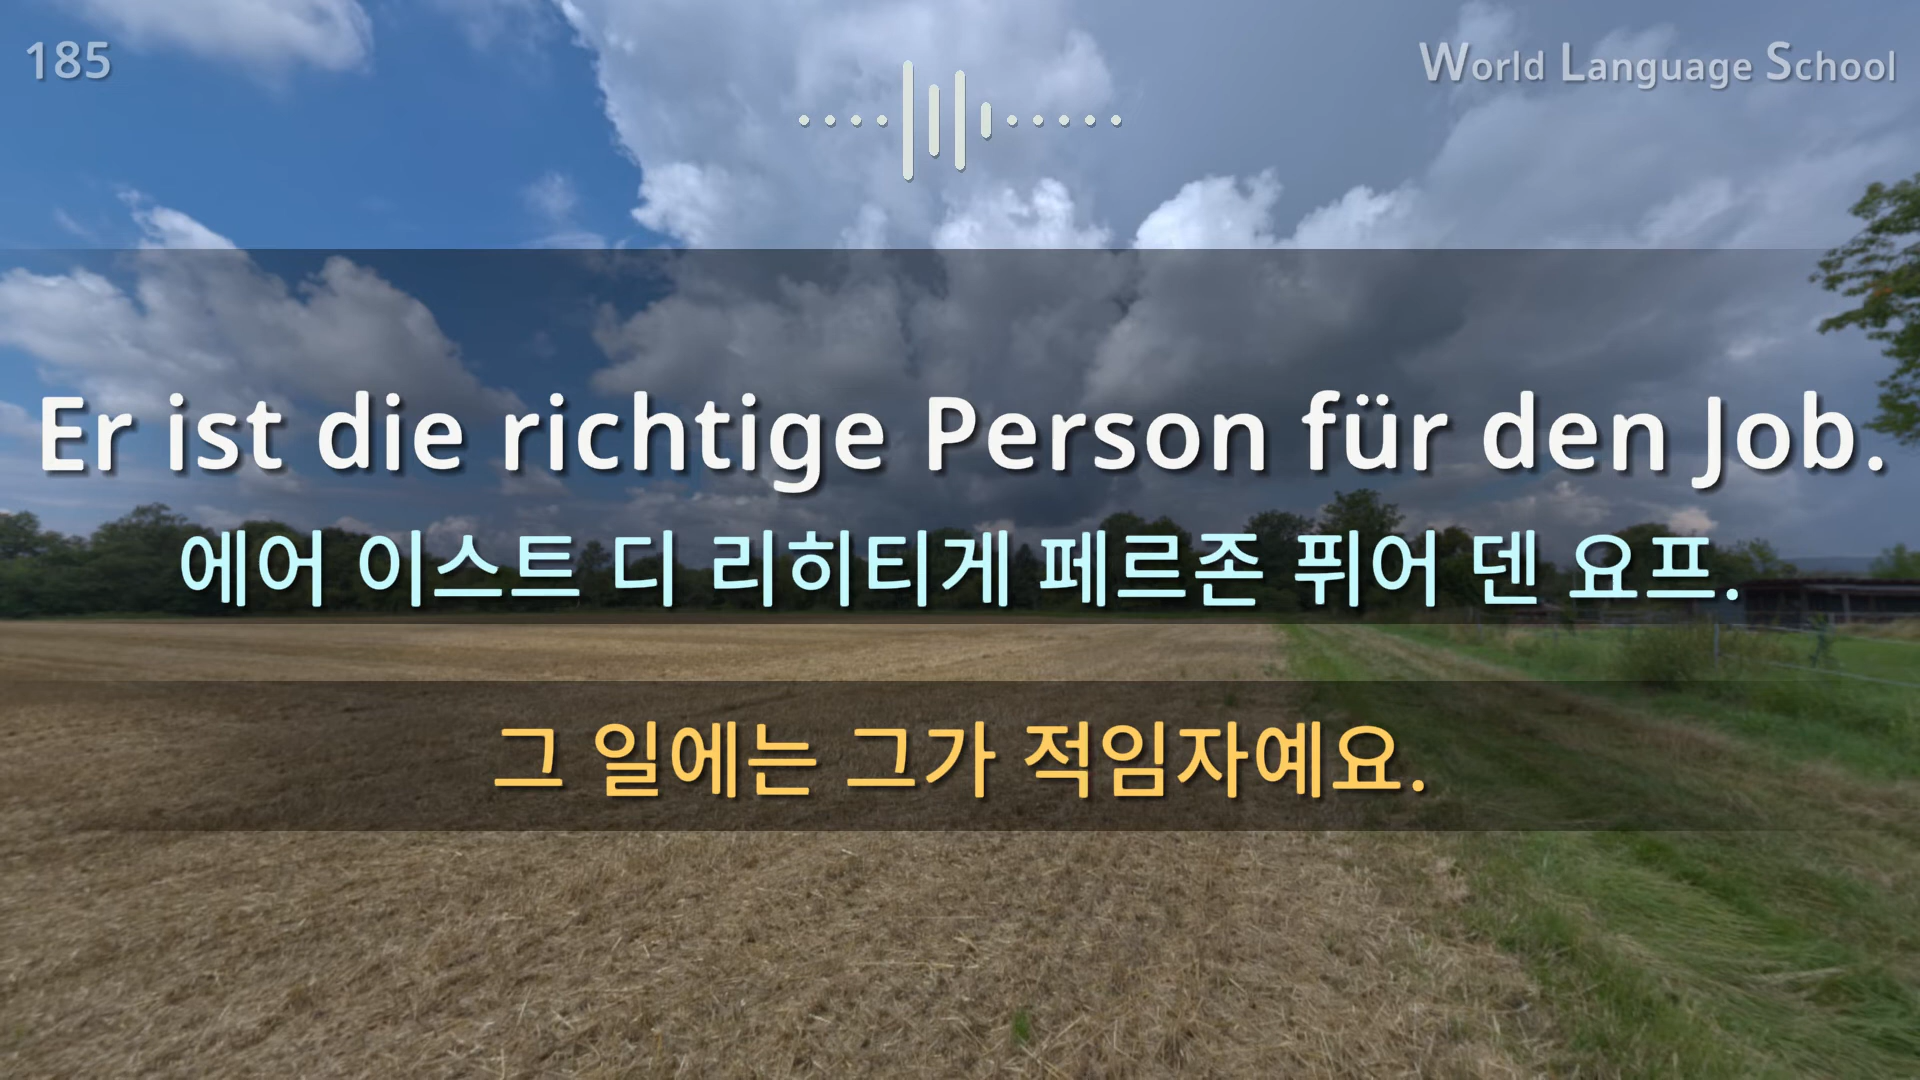 185
World Language School
Er ist die richtige Person für den Job.
에어 이스트 디 리히티게 페르존 퓌어 덴 요프.
그 일에는 그가 적임자예요.